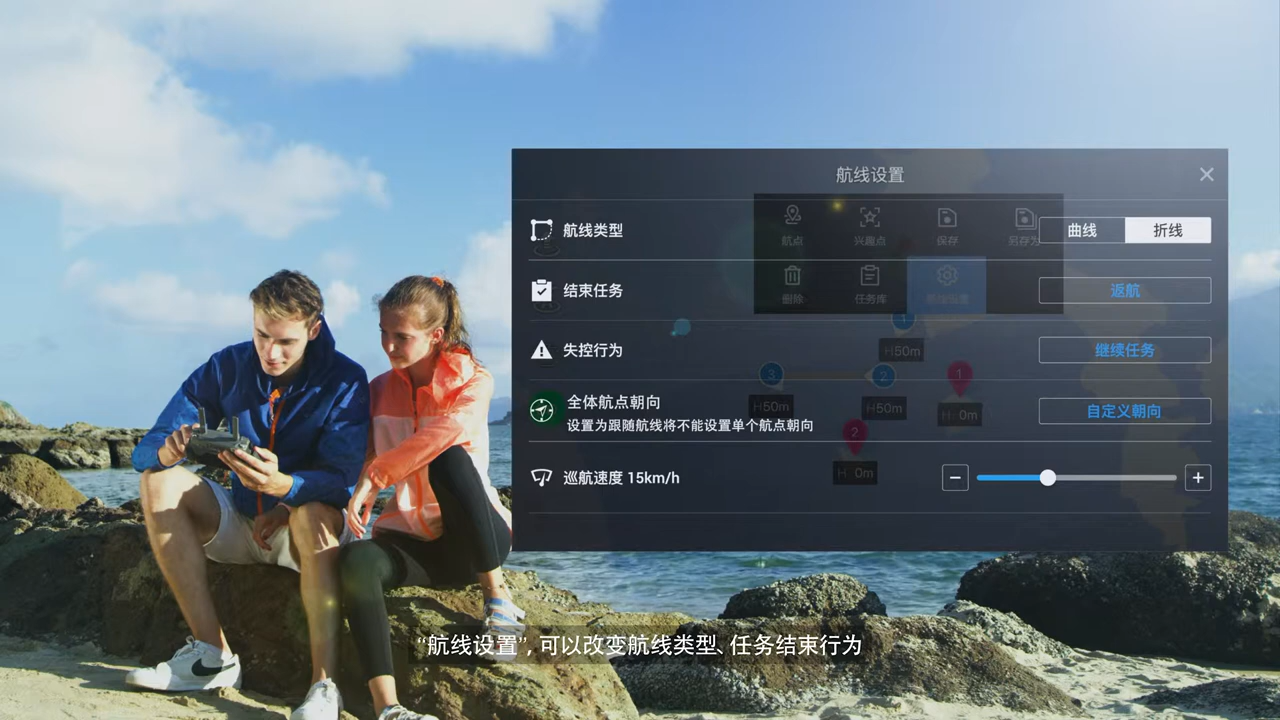 航线设置
航线类型
曲线
折线
航点
兴趣点
保存
另存为
结束任务
返航
删除
任务库
1
H50m
失控行为
继续任务
3
2
1
H50m
H50m
H 0m
全体航点朝向
设置为跟随航线将不能设置单个航点朝向
自定义朝向
2
H 0m
巡航速度 15km/h
“航线设置”, 可以改变航线类型、任务结束行为